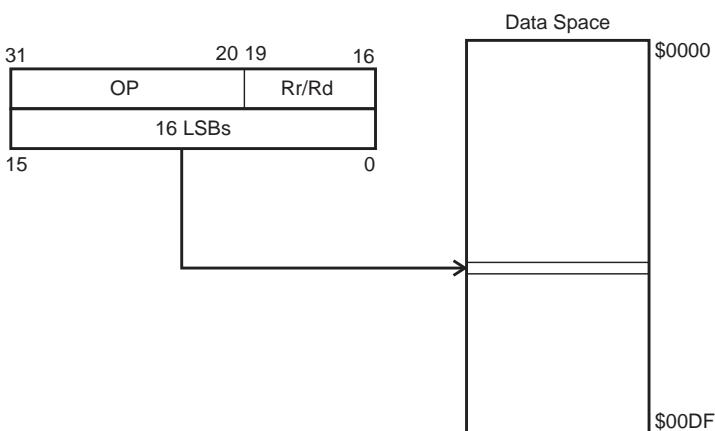 Data Space
31 20 19 16
$0000
OP Rr/Rd
16 LSBs
15 0
$00DF